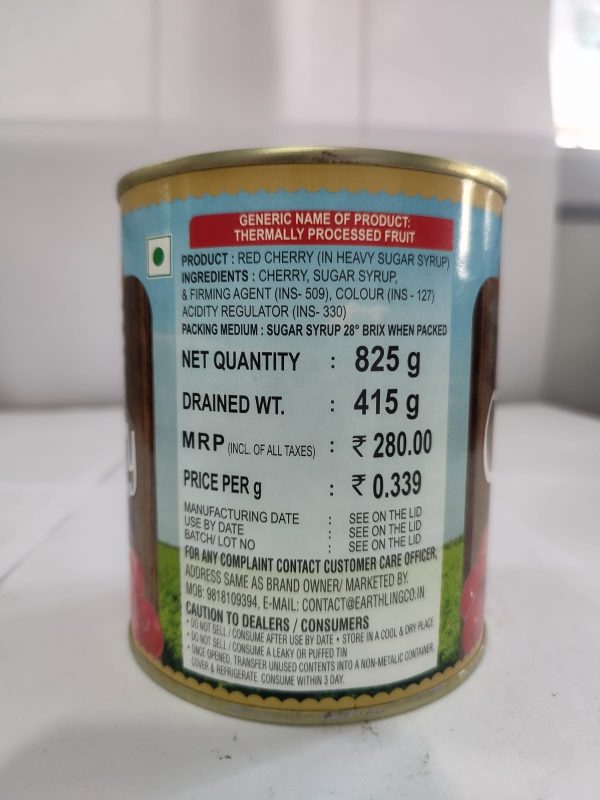 GENERIC NAME OF PRODUCT:
THERMALLY PROCESSED FRUIT
PRODUCT : RED CHERRY (IN HEAVY SUGAR SYRUP)
INGREDIENTS : CHERRY, SUGAR SYRUP,
& FIRMING AGENT (INS- 509), COLOUR (INS - 127)
ACIDITY REGULATOR (INS- 330)
PACKING MEDIUM : SUGAR SYRUP 28° BRIX WHEN PACKED
NET QUANTITY : 825 g
DRAINED WT. : 415 g
MRP (INCL. OF ALL TAXES) : ₹ 280.00
PRICE PER g : ₹ 0.339
MANUFACTURING DATE : SEE ON THE LID
USE BY DATE : SEE ON THE LID
BATCH/ LOT NO : SEE ON THE LID
FOR ANY COMPLAINT CONTACT CUSTOMER CARE OFFICER,
ADDRESS SAME AS BRAND OWNER/ MARKETED BY.
MOB: 9818109394, E-MAIL: CONTACT@EARTHLINGCO.IN
CAUTION TO DEALERS / CONSUMERS
• DO NOT SELL / CONSUME AFTER USE BY DATE • STORE IN A COOL & DRY PLACE
• DO NOT SELL / CONSUME A LEAKY OR PUFFED TIN
• ONCE OPENED, TRANSFER UNUSED CONTENTS INTO A NON-METALIC CONTAINER,
COVER & REFRIGERATE. CONSUME WITHIN 3 DAY.